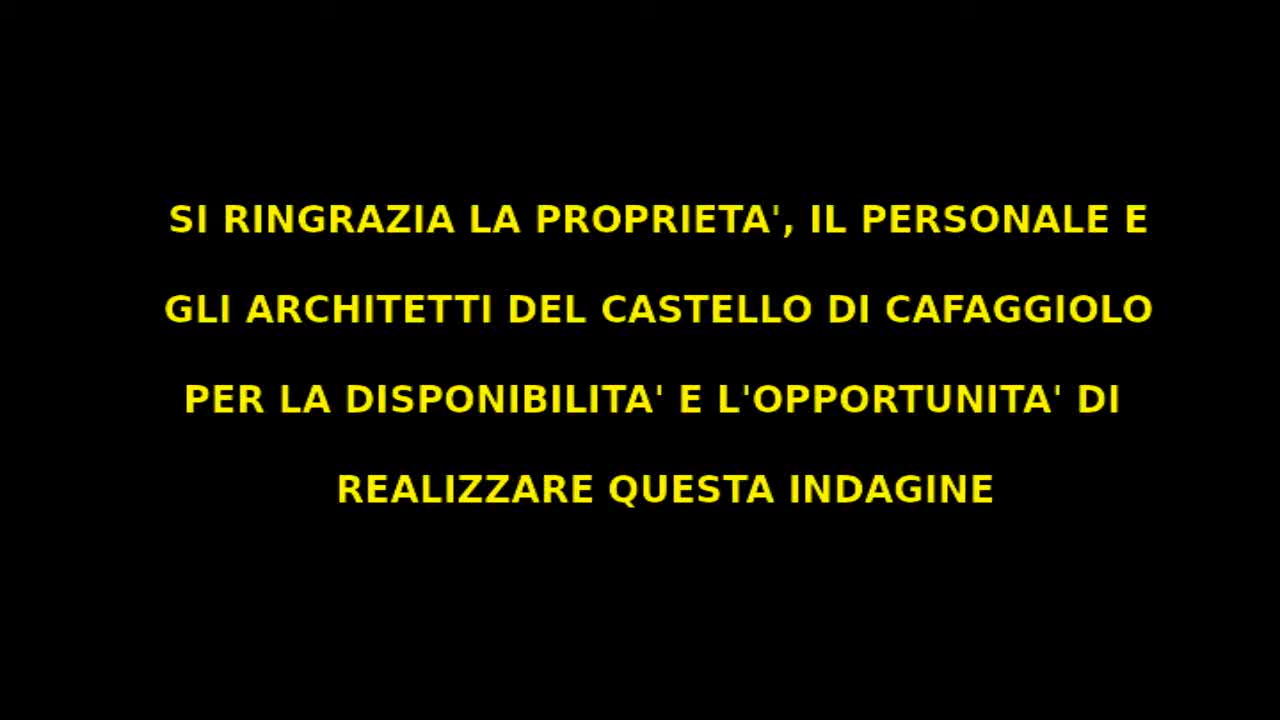 SI RINGRAZIA LA PROPRIETA', IL PERSONALE E
GLI ARCHITETTI DEL CASTELLO DI CAFAGGIOLO
PER LA DISPONIBILITA' E L'OPPORTUNITA' DI
REALIZZARE QUESTA INDAGINE